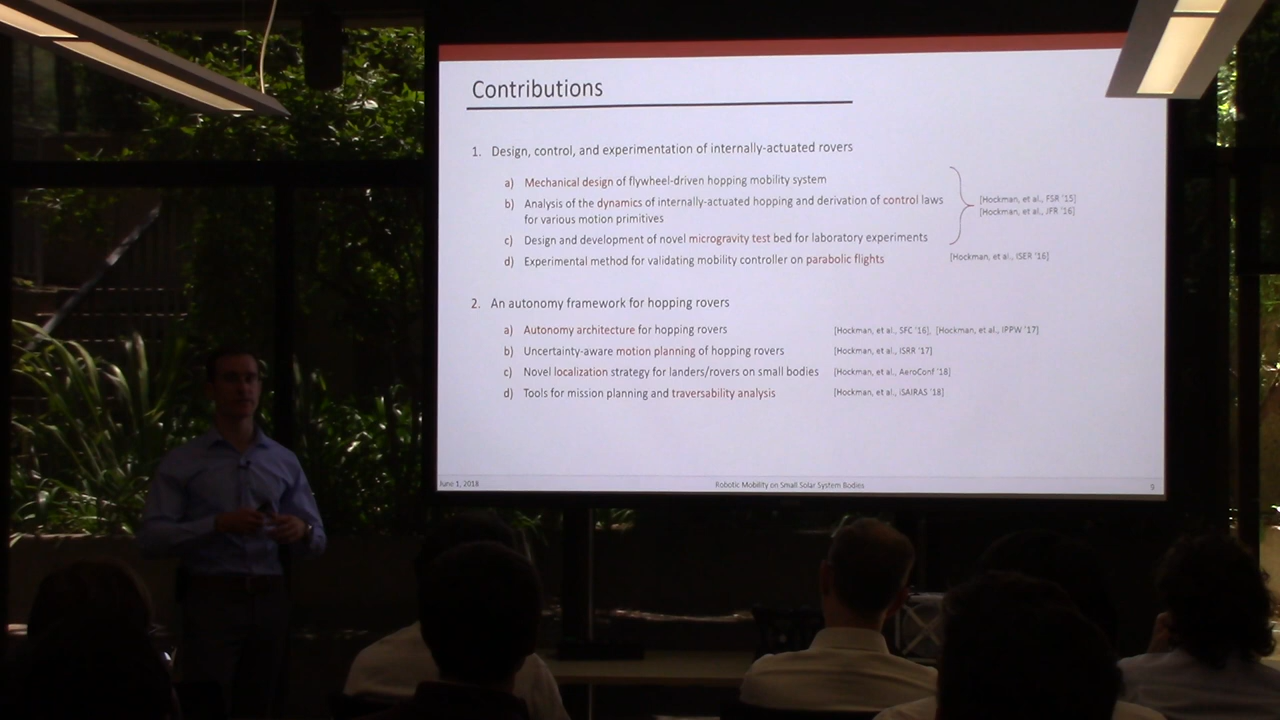 Contributions
1. Design, control, and experimentation of internally-actuated rovers
a) Mechanical design of flywheel-driven hopping mobility system
b) Analysis of the dynamics of internally-actuated hopping and derivation of control laws
for various motion primitives
[Hockman, et al., FSR '15]
[Hockman, et al., JFR '16]
c) Design and development of novel microgravity test bed for laboratory experiments
d) Experimental method for validating mobility controller on parabolic flights [Hockman, et al., ISER '16]
2. An autonomy framework for hopping rovers
a) Autonomy architecture for hopping rovers [Hockman, et al., SFC '16], [Hockman, et al., IPPW '17]
b) Uncertainty-aware motion planning of hopping rovers [Hockman, et al., ISRR '17]
c) Novel localization strategy for landers/rovers on small bodies [Hockman, et al., AeroConf '18]
d) Tools for mission planning and traversability analysis [Hockman, et al., iSAIRAS '18]
June 1, 2018 Robotic Mobility on Small Solar System Bodies 9